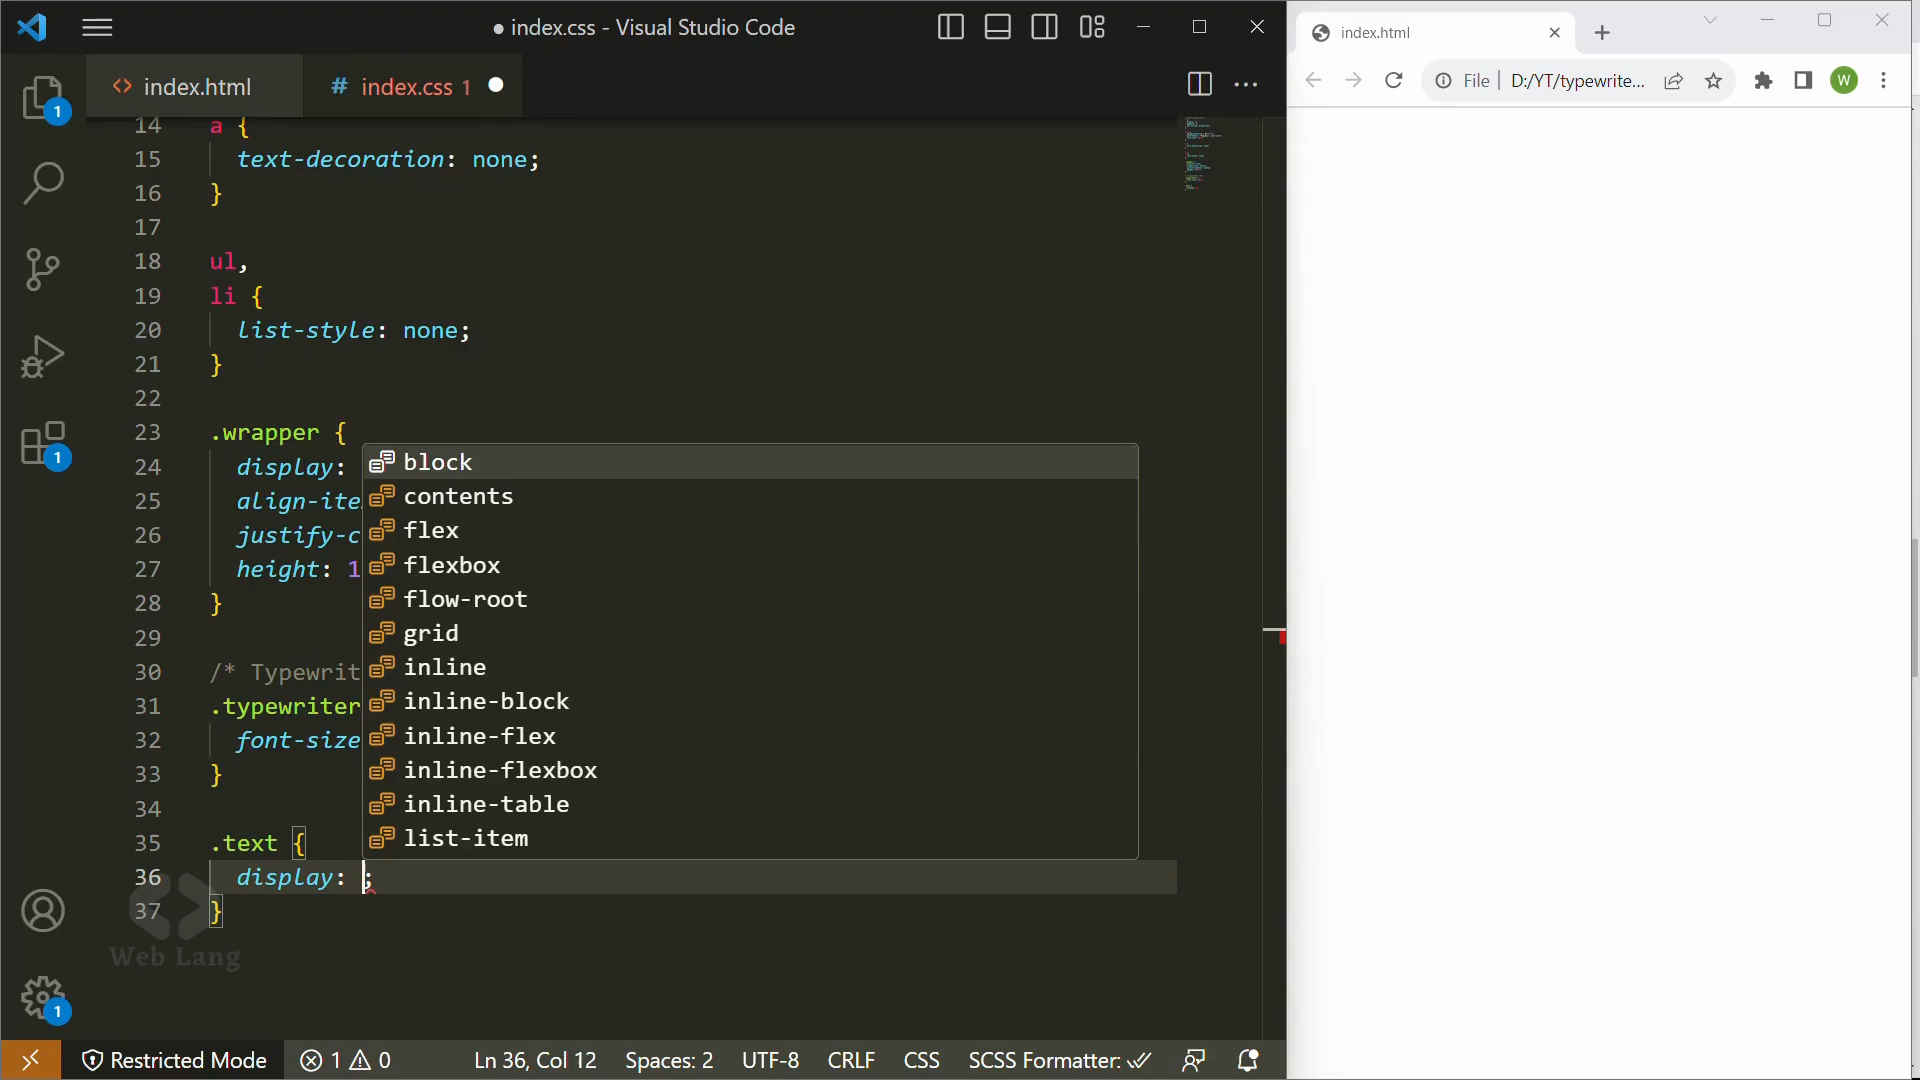 index.css - Visual Studio Code
index.html
index.css 1
14 a {
15 text-decoration: none;
16 }
17
18 ul,
19 li {
20 list-style: none;
21 }
22
23 .wrapper {
24 display:
25 align-ite
26 justify-c
27 height: 1
28 }
29
30 /* Typewrit
31 .typewriter
32 font-size
33 }
34
35 .text {
36 display: ;
37 }
block
contents
flex
flexbox
flow-root
grid
inline
inline-block
inline-flex
inline-flexbox
inline-table
list-item
1
1
1
Web Lang
Restricted Mode
1 0
Ln 36, Col 12
Spaces: 2
UTF-8
CRLF
CSS
SCSS Formatter:
index.html
File
D:/YT/typewrite...
W